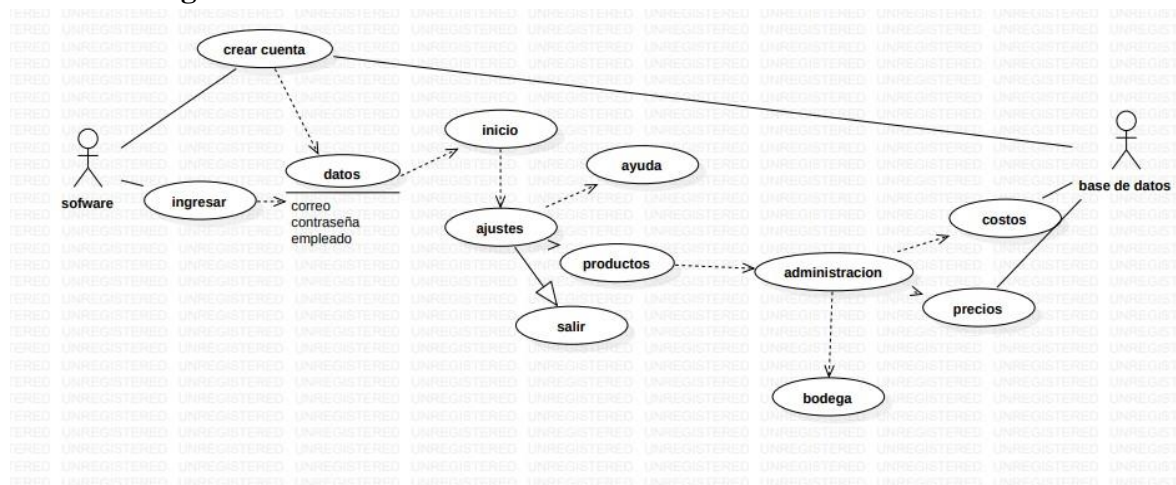 crear cuenta
inicio
ayuda
datos
correo
contraseña
empleado
sofware
ingresar
base de datos
costos
ajustes
productos
administracion
precios
salir
bodega
UNREGISTERED